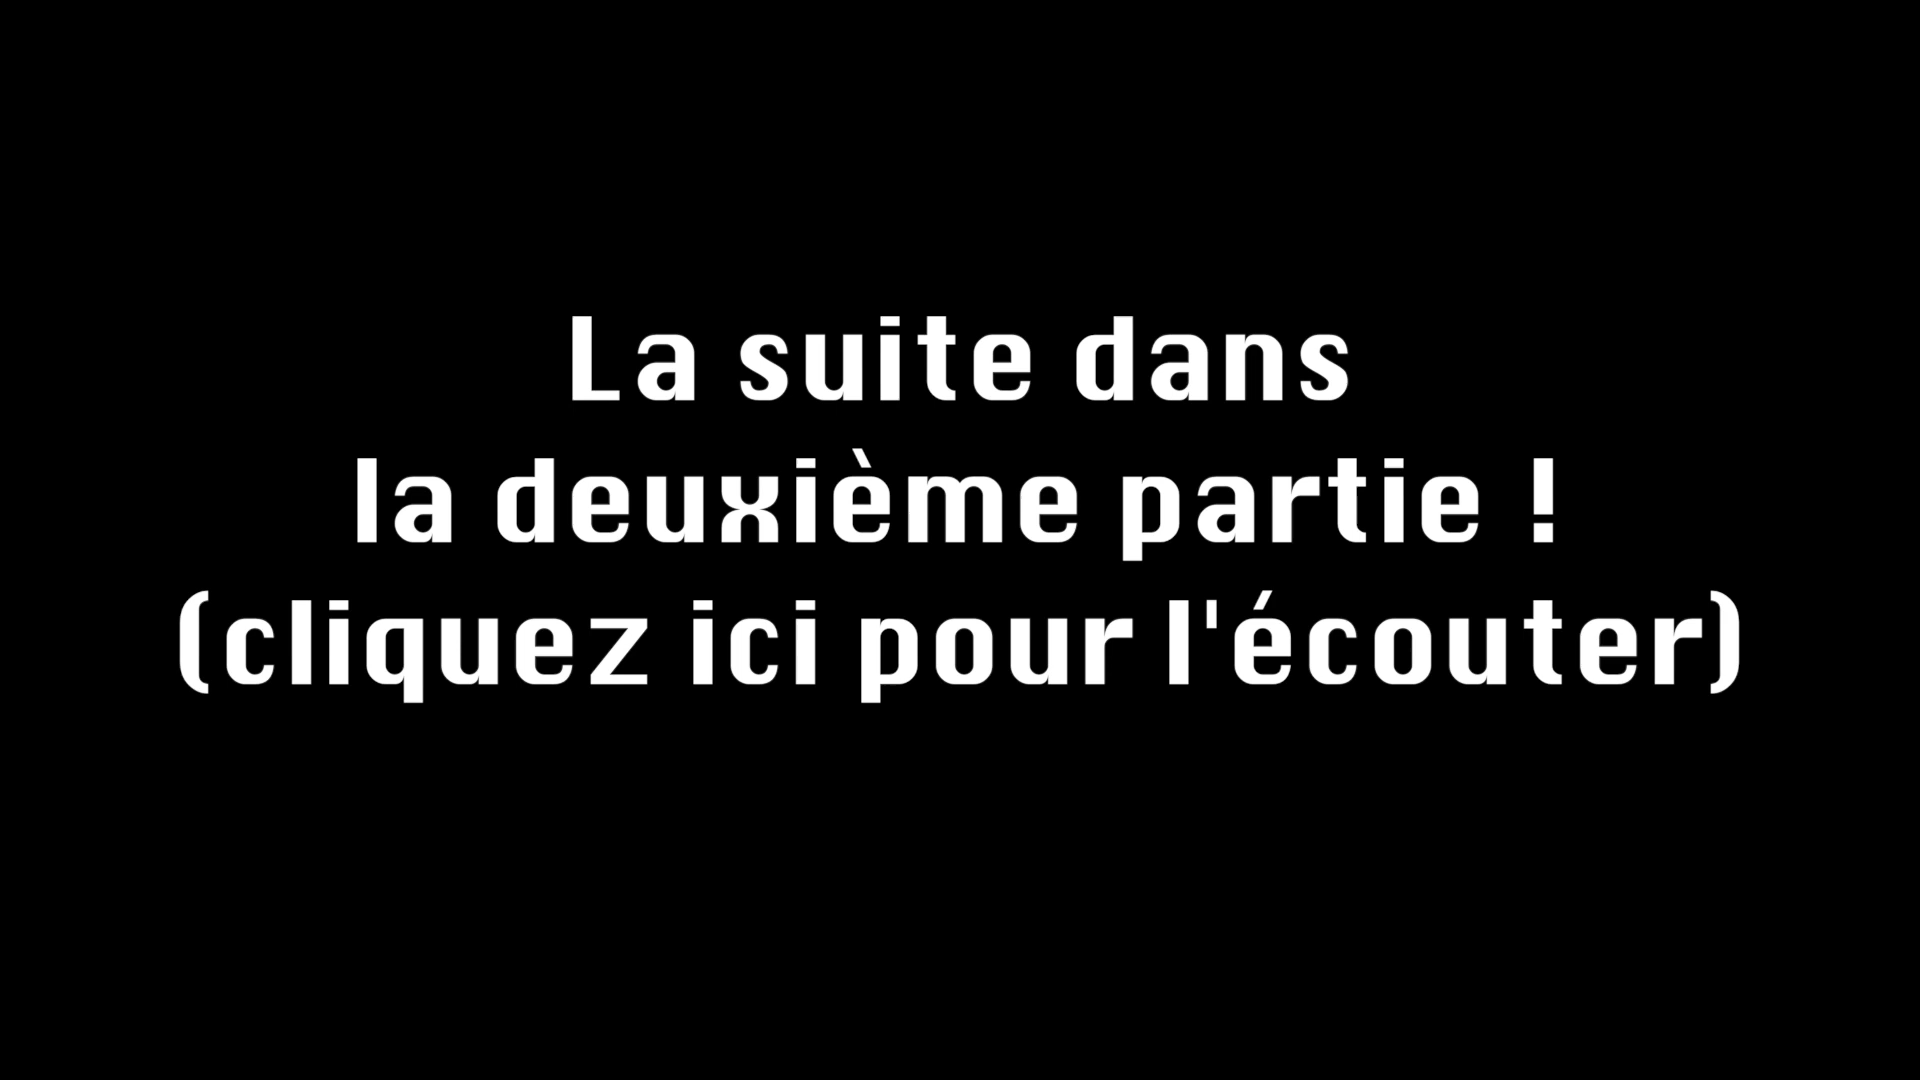 La suite dans
la deuxième partie !
(cliquez ici pour l'écouter)